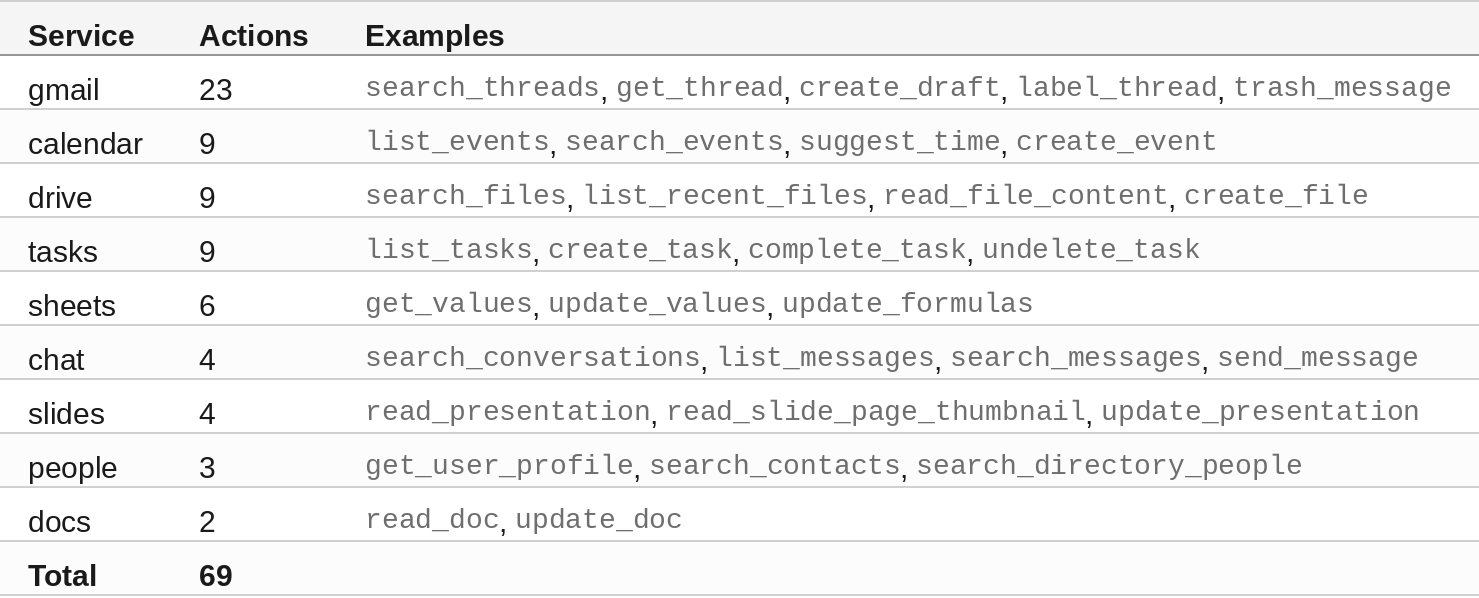 Service Actions Examples
gmail 23 search_threads, get_thread, create_draft, label_thread, trash_message
calendar 9 list_events, search_events, suggest_time, create_event
drive 9 search_files, list_recent_files, read_file_content, create_file
tasks 9 list_tasks, create_task, complete_task, undelete_task
sheets 6 get_values, update_values, update_formulas
chat 4 search_conversations, list_messages, search_messages, send_message
slides 4 read_presentation, read_slide_page_thumbnail, update_presentation
people 3 get_user_profile, search_contacts, search_directory_people
docs 2 read_doc, update_doc
Total 69